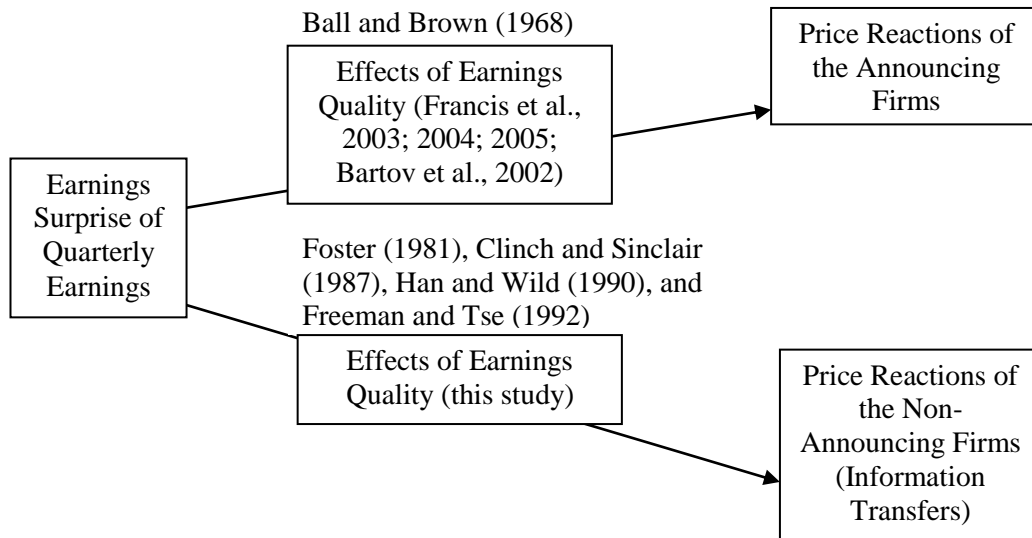 Ball and Brown (1968)
Effects of Earnings
Quality (Francis et al.,
2003; 2004; 2005;
Bartov et al., 2002)
Price Reactions of
the Announcing
Firms
Earnings
Surprise of
Quarterly
Earnings
Foster (1981), Clinch and Sinclair
(1987), Han and Wild (1990), and
Freeman and Tse (1992)
Effects of Earnings
Quality (this study)
Price Reactions of
the Non-
Announcing Firms
(Information
Transfers)